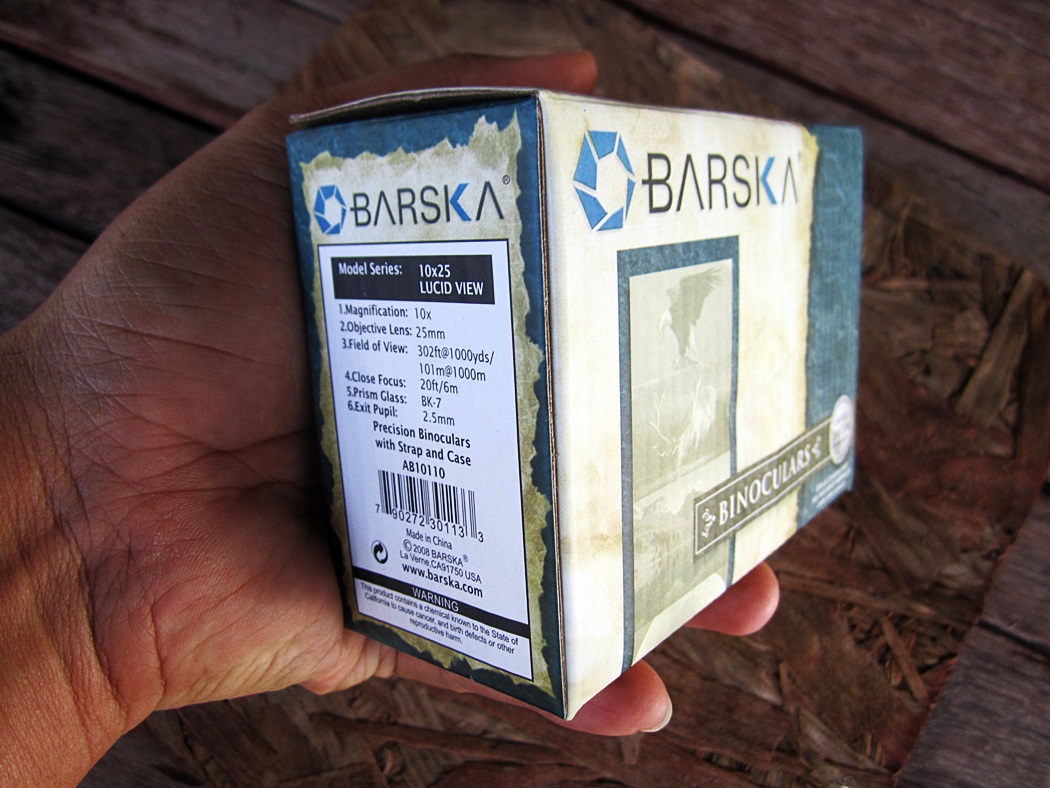 BARSKA®
Model Series: 10x25
LUCID VIEW
1.Magnification: 10x
2.Objective Lens: 25mm
3.Field of View: 302ft@1000yds/
101m@1000m
4.Close Focus: 20ft/6m
5.Prism Glass: BK-7
6.Exit Pupil: 2.5mm
Precision Binoculars
with Strap and Case
AB10110
7 90272 30113 3
Made in China
©2008 BARSKA®
La Verne,CA91750 USA
www.barska.com
WARNING
This product contains a chemical known to the State of
California to cause cancer, and birth defects or other
reproductive harm.
BARSKA®
BINOCULARS